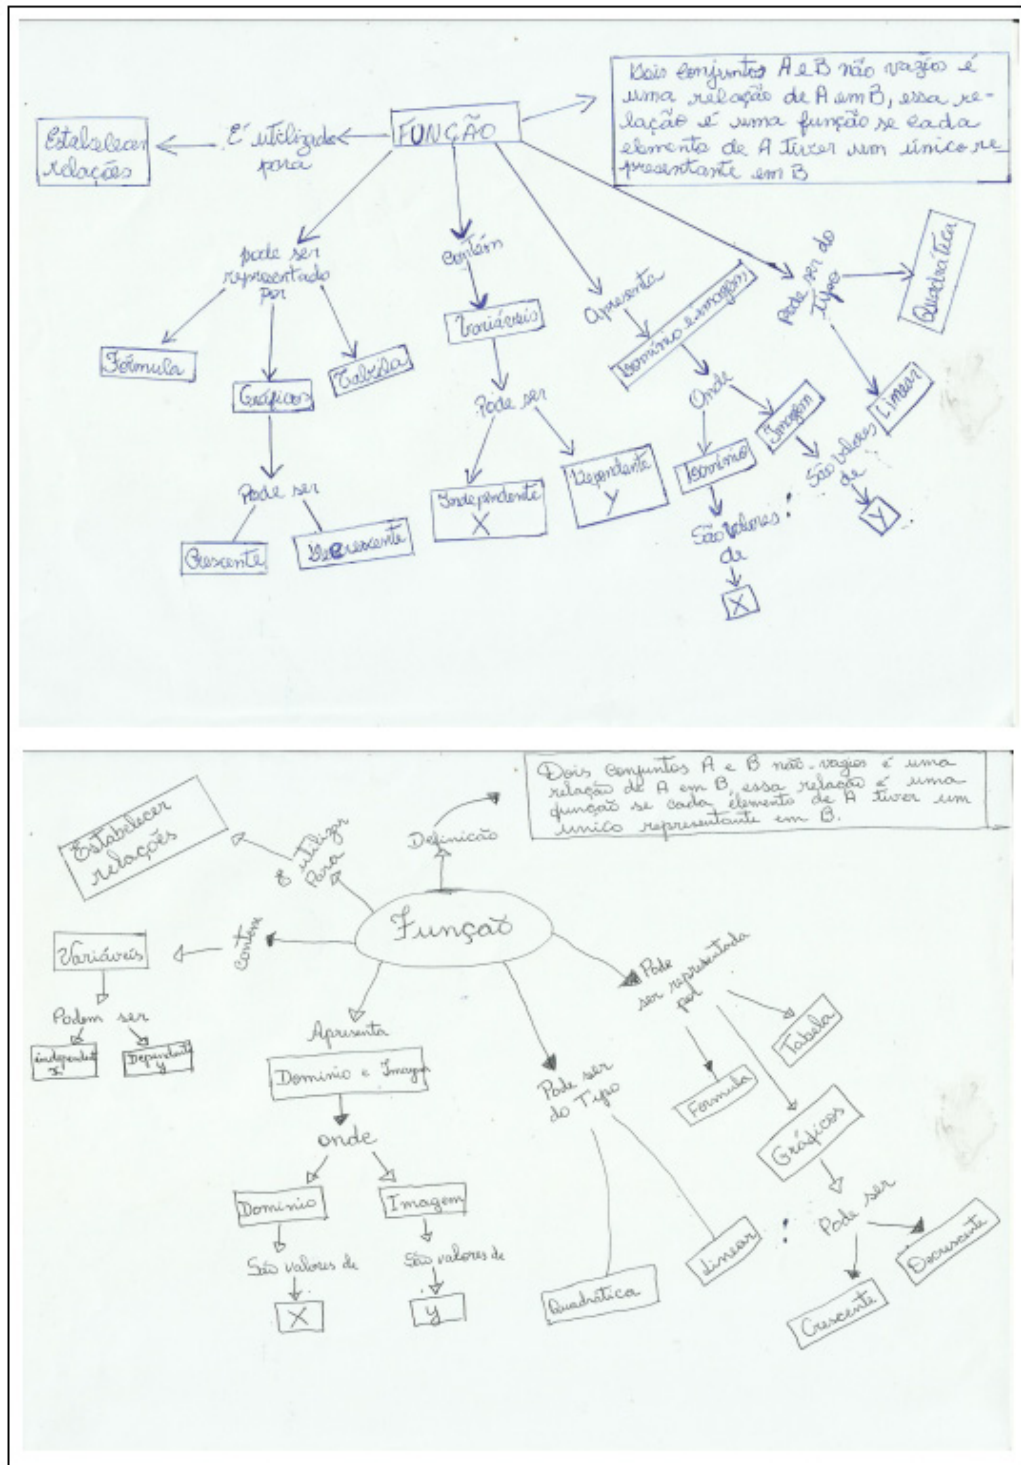 Dois conjuntos A e B não vazios é
uma relação de A em B, essa re-
lação é uma função se cada
elemento de A tiver um único re-
presentante em B
FUNÇÃO
É utilizado
para
Estabelecer
relações
pode ser
representado
por
Fórmula
Gráficos
Tabela
Pode ser
Crescente
Decrescente
Contém
Variáveis
Pode ser
Independente
X
Dependente
Y
Apresenta
Domínio e imagem
Onde
Domínio
São valores
de
X
Imagem
São valores
de
Y
Pode ser do
Tipo
Quadrática
Linear
Dois conjuntos A e B não-vazios é uma
relação de A em B, essa relação é uma
função se cada elemento de A tiver um
unico representante em B.
Definição
Função
É utilizar
Para
Estabelecer
relações
Contem
Variáveis
Podem ser
independent
X
Dependente
y
Apresenta
Domínio e Imagem
onde
Domínio
São valores de
X
Imagem
São valores de
y
Pode ser
do Tipo
Quadrática
Linear
Pode
ser representada
por
Formula
Gráficos
Tabela
Pode ser
Crescente
Decrescente